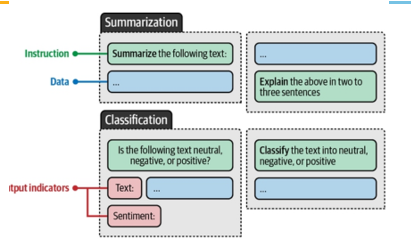 Summarization
Instruction
Summarize the following text:
...
Data
...
Explain the above in two to
three sentences
Classification
Is the following text neutral,
negative, or positive?
Classify the text into neutral,
negative, or positive
tput indicators
Text:
...
...
Sentiment: